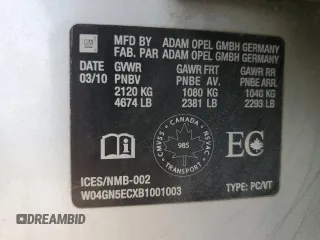 GM
MFD BY ADAM OPEL GMBH GERMANY
FAB. PAR ADAM OPEL GMBH GERMANY
DATE GVWR GAWR FRT GAWR RR
03/10 PNBV PNBE AV. PNBE ARR.
2120 KG 1080 KG 1040 KG
4674 LB 2381 LB 2293 LB
CANADA
CMVSS NSVAC
985
TRANSPORT
EC
ICES/NMB-002
W04GN5ECXB1001003 TYPE: PC/VT
DIAMONDBID